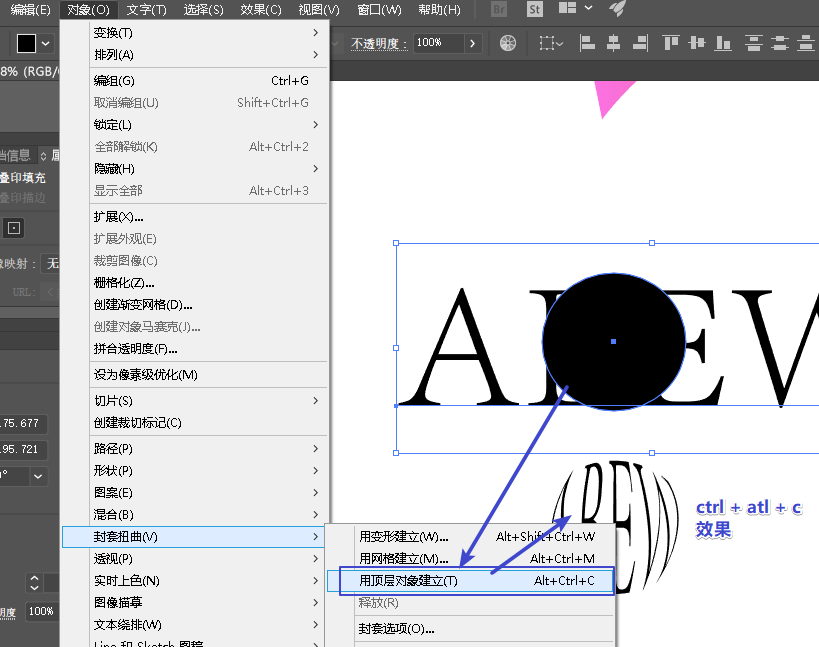 编辑(E) 对象(O) 文字(T) 选择(S) 效果(C) 视图(V) 窗口(W) 帮助(H) Br St
不透明度: 100%
8% (RGB/
变换(T)
排列(A)
编组(G) Ctrl+G
取消编组(U) Shift+Ctrl+G
锁定(L)
全部解锁(K) Alt+Ctrl+2
隐藏(H)
显示全部 Alt+Ctrl+3
扩展(X)...
扩展外观(E)
裁剪图像(C)
栅格化(Z)...
创建渐变网格(D)...
创建对象马赛克(J)...
拼合透明度(F)...
设为像素级优化(M)
切片(S)
创建裁切标记(C)
路径(P)
形状(P)
图案(E)
混合(B)
封套扭曲(V)
透视(P)
实时上色(N)
图像描摹
文本绕排(W)
Line 和 Sketch 图稿
用变形建立(W)... Alt+Shift+Ctrl+W
用网格建立(M)... Alt+Ctrl+M
用顶层对象建立(T) Alt+Ctrl+C
释放(R)
封套选项(O)...
档信息 属
叠印填充
叠印描边
像映射: 无
URL:
75.677
95.721
0°
明度 100%
A E W
AREW
ctrl + atl + c
效果